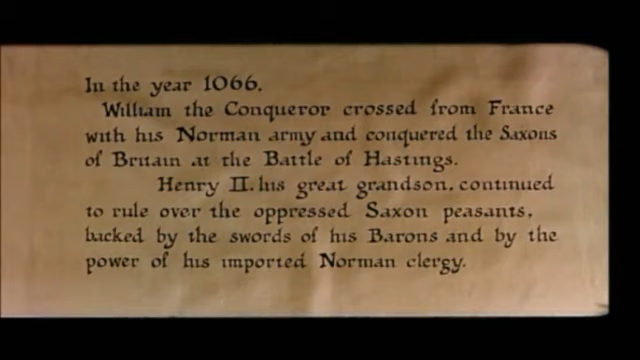 In the year 1066.
William the Conqueror crossed from France
with his Norman army and conquered the Saxons
of Britain at the Battle of Hastings.
Henry II. his great grandson, continued
to rule over the oppressed Saxon peasants,
backed by the swords of his Barons and by the
power of his imported Norman clergy.